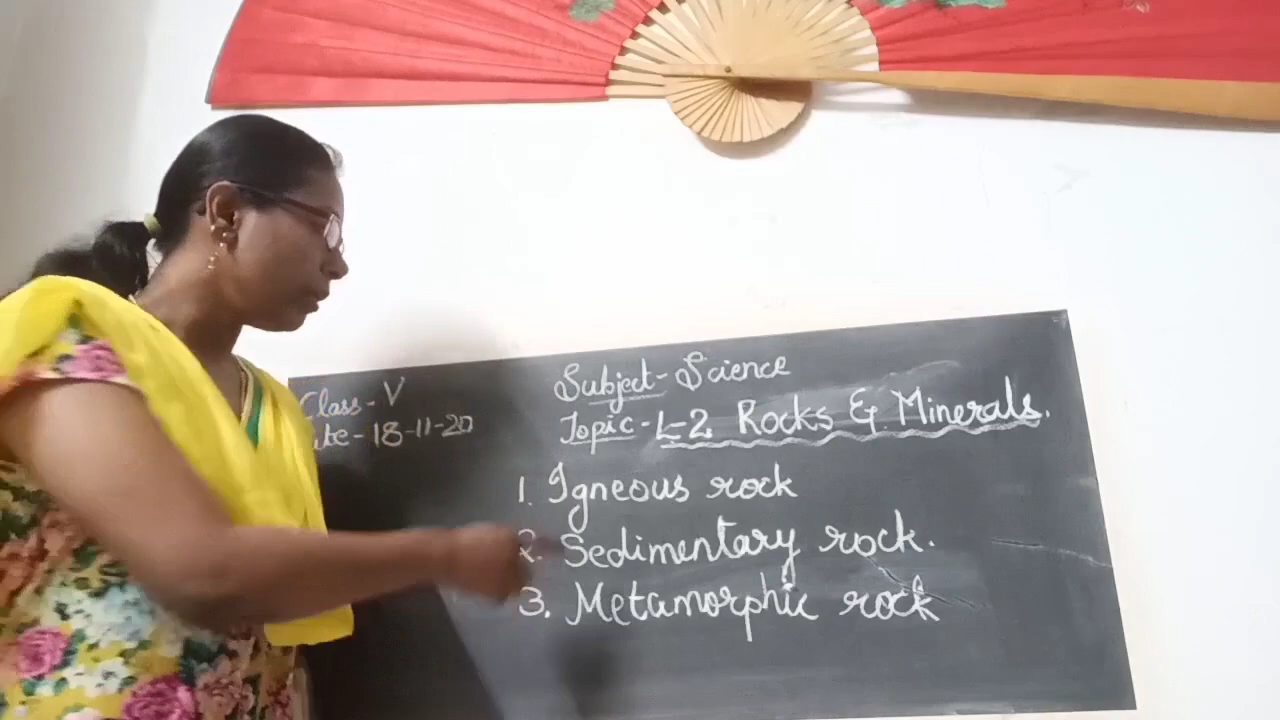 Class - V
Date - 18-11-20
Subject - Science
Topic - L-2 Rocks & Minerals.
1. Igneous rock
2. Sedimentary rock.
3. Metamorphic rock